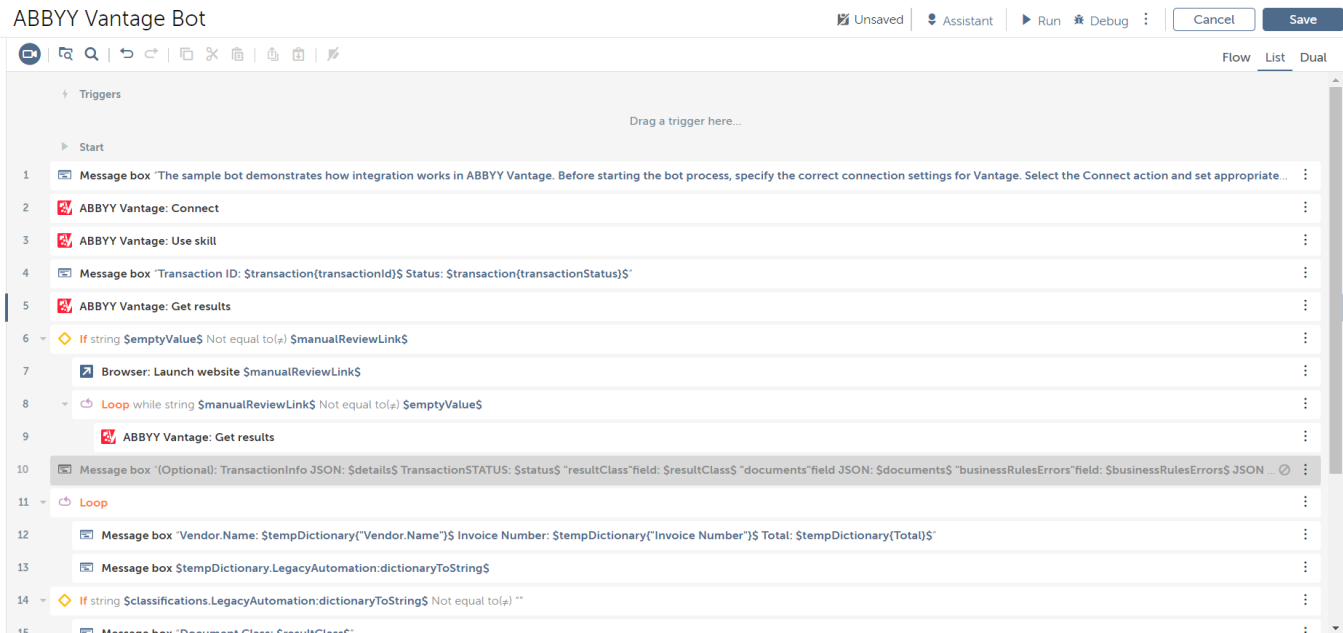 ABBYY Vantage Bot
Unsaved Assistant Run Debug Cancel Save
Flow List Dual
Triggers
Drag a trigger here...
Start
1 Message box "The sample bot demonstrates how integration works in ABBYY Vantage. Before starting the bot process, specify the correct connection settings for Vantage. Select the Connect action and set appropriate...
2 ABBYY Vantage: Connect
3 ABBYY Vantage: Use skill
4 Message box "Transaction ID: $transaction{transactionId}$ Status: $transaction{transactionStatus}$"
5 ABBYY Vantage: Get results
6 If string $emptyValue$ Not equal to(≠) $manualReviewLink$
7 Browser: Launch website $manualReviewLink$
8 Loop while string $manualReviewLink$ Not equal to(≠) $emptyValue$
9 ABBYY Vantage: Get results
10 Message box "(Optional): TransactionInfo JSON: $details$ TransactionSTATUS: $status$ "resultClass"field: $resultClass$ "documents"field JSON: $documents$ "businessRulesErrors"field: $businessRulesErrors$ JSON ...
11 Loop
12 Message box "Vendor.Name: $tempDictionary{"Vendor.Name"}$ Invoice Number: $tempDictionary{"Invoice Number"}$ Total: $tempDictionary{Total}$"
13 Message box $tempDictionary.LegacyAutomation:dictionaryToString$
14 If string $classifications.LegacyAutomation:dictionaryToString$ Not equal to(≠) ""
15 Message box "Document Class: $resultClass$"